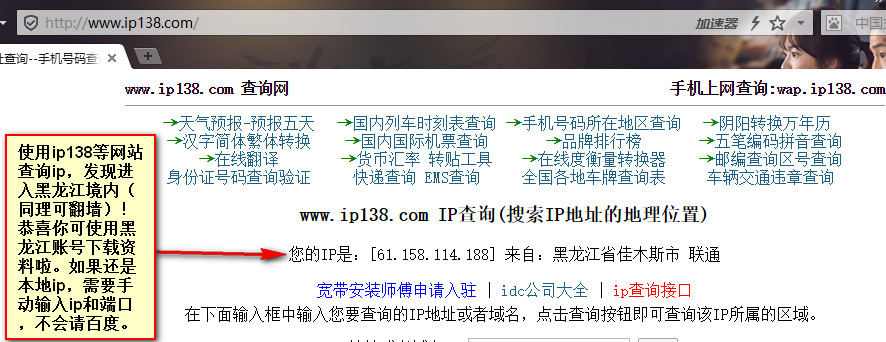 http://www.ip138.com/
加速器
中国
址查询--手机号码查
www.ip138.com 查询网
手机上网查询:wap.ip138.com
→天气预报-预报五天 →国内列车时刻表查询 →手机号码所在地区查询 →阴阳转换万年历
→汉字简体繁体转换 →国内国际机票查询 →品牌排行榜 →五笔编码拼音查询
→在线翻译 →货币汇率 转贴工具 →在线度衡量转换器 →邮编查询区号查询
身份证号码查询验证 快递查询 EMS查询 全国各地车牌查询表 车辆交通违章查询
使用ip138等网站
查询ip，发现进
入黑龙江境内（
同理可翻墙）！
恭喜你可使用黑
龙江账号下载资
料啦。如果还是
本地ip，需要手
动输入ip和端口
，不会请百度。
www.ip138.com IP查询(搜索IP地址的地理位置)
您的IP是：[61.158.114.188] 来自：黑龙江省佳木斯市 联通
宽带安装师傅申请入驻 | idc公司大全 | ip查询接口
在下面输入框中输入您要查询的IP地址或者域名，点击查询按钮即可查询该IP所属的区域。